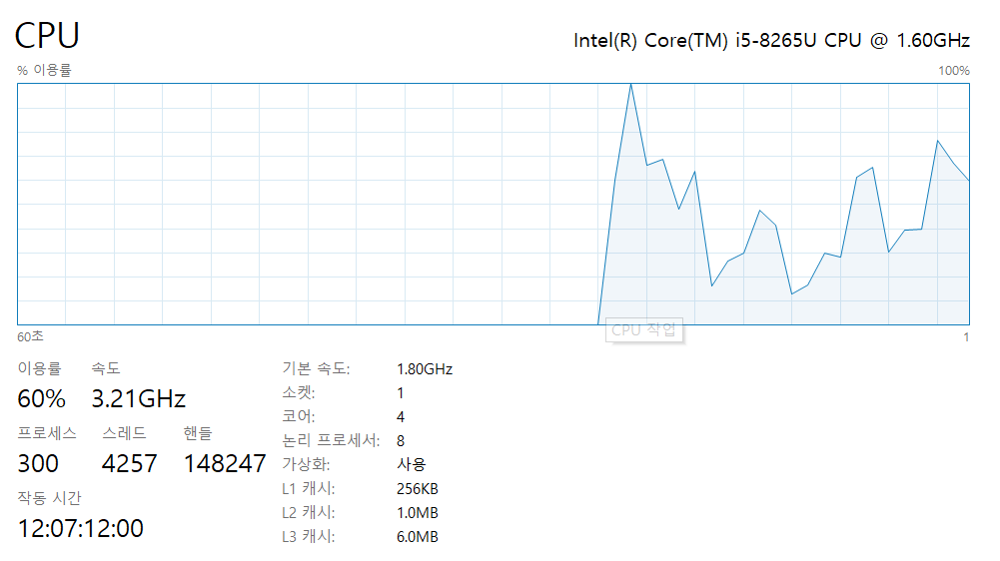 CPU
Intel(R) Core(TM) i5-8265U CPU @ 1.60GHz
% 이용률 100%
CPU 작업
60초 1
이용률 속도
60% 3.21GHz
프로세스 스레드 핸들
300 4257 148247
작동 시간
12:07:12:00
기본 속도: 1.80GHz
소켓: 1
코어: 4
논리 프로세서: 8
가상화: 사용
L1 캐시: 256KB
L2 캐시: 1.0MB
L3 캐시: 6.0MB